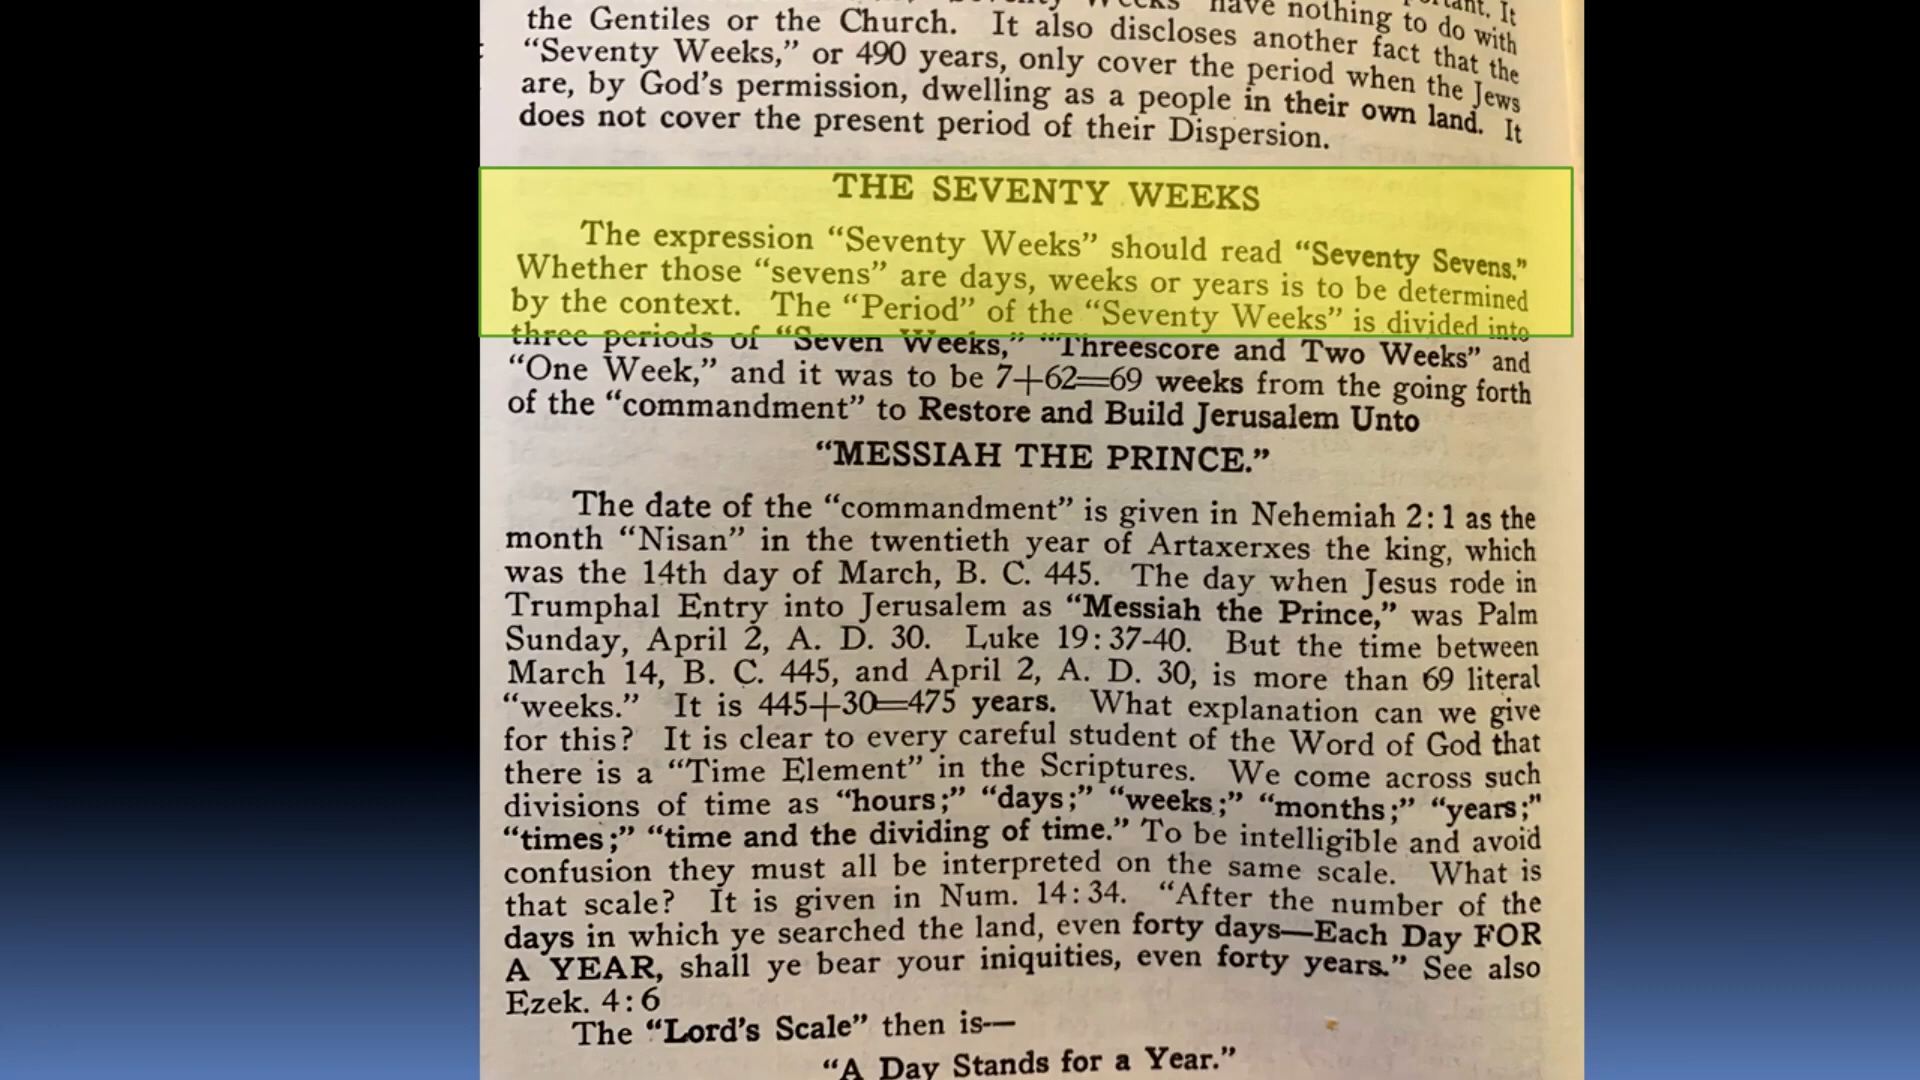 Weeks" have nothing to do with
the Gentiles or the Church. It also discloses another fact that the
"Seventy Weeks," or 490 years, only cover the period when the Jews
are, by God's permission, dwelling as a people in their own land. It
does not cover the present period of their Dispersion.
THE SEVENTY WEEKS
The expression "Seventy Weeks" should read "Seventy Sevens."
Whether those "sevens" are days, weeks or years is to be determined
by the context. The "Period" of the "Seventy Weeks" is divided into
three periods of "Seven Weeks," "Threescore and Two Weeks" and
"One Week," and it was to be 7+62=69 weeks from the going forth
of the "commandment" to Restore and Build Jerusalem Unto
"MESSIAH THE PRINCE."
The date of the "commandment" is given in Nehemiah 2:1 as the
month "Nisan" in the twentieth year of Artaxerxes the king, which
was the 14th day of March, B. C. 445. The day when Jesus rode in
Trumphal Entry into Jerusalem as "Messiah the Prince," was Palm
Sunday, April 2, A. D. 30. Luke 19:37-40. But the time between
March 14, B. C. 445, and April 2, A. D. 30, is more than 69 literal
"weeks." It is 445+30=475 years. What explanation can we give
for this? It is clear to every careful student of the Word of God that
there is a "Time Element" in the Scriptures. We come across such
divisions of time as "hours;" "days;" "weeks;" "months;" "years;"
"times;" "time and the dividing of time." To be intelligible and avoid
confusion they must all be interpreted on the same scale. What is
that scale? It is given in Num. 14:34. "After the number of the
days in which ye searched the land, even forty days—Each Day FOR
A YEAR, shall ye bear your iniquities, even forty years." See also
Ezek. 4:6
The "Lord's Scale" then is—
"A Day Stands for a Year."